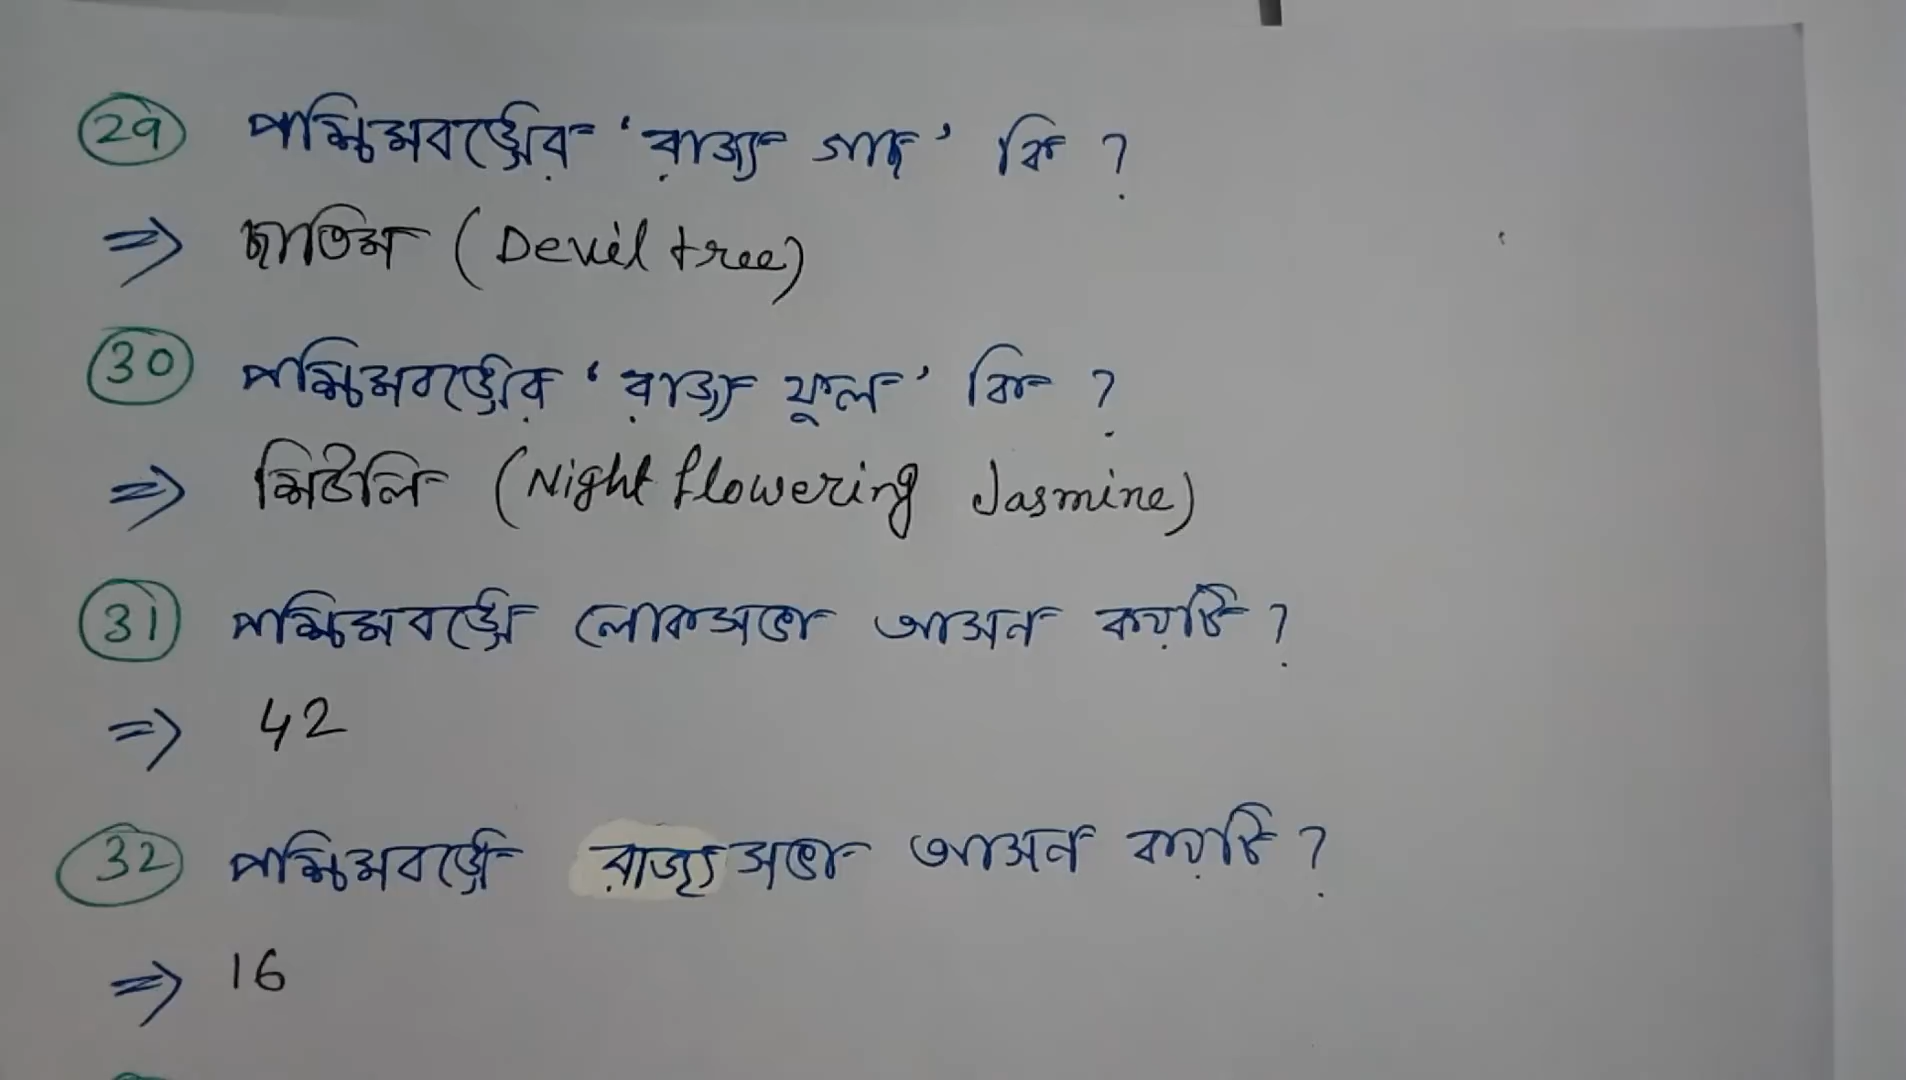 29 পশ্চিমবঙ্গের 'রাজ্য গাছ' কি ?
⇒ ছাতিম (Devil tree)
30 পশ্চিমবঙ্গের 'রাজ্য ফুল' কি ?
⇒ শিউলি (Night flowering Jasmine)
31 পশ্চিমবঙ্গে লোকসভা আসন কয়টি ?
⇒ 42
32 পশ্চিমবঙ্গে রাজ্যসভা আসন কয়টি ?
⇒ 16